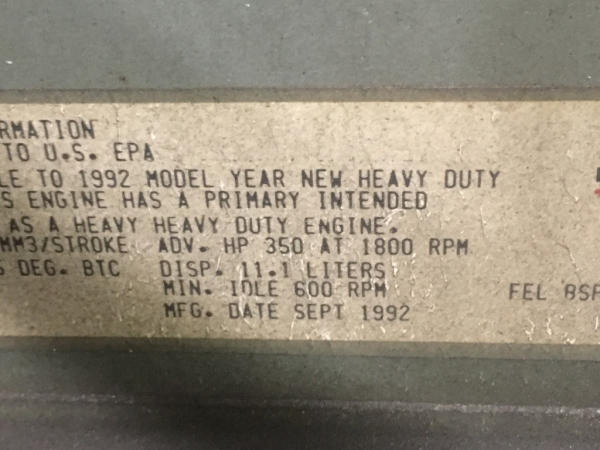 RMATION
TO U.S. EPA
LE TO 1992 MODEL YEAR NEW HEAVY DUTY
S ENGINE HAS A PRIMARY INTENDED
AS A HEAVY HEAVY DUTY ENGINE.
MM3/STROKE ADV. HP 350 AT 1800 RPM
DEG. BTC DISP. 11.1 LITERS
MIN. IDLE 600 RPM FEL BSF
MFG. DATE SEPT 1992